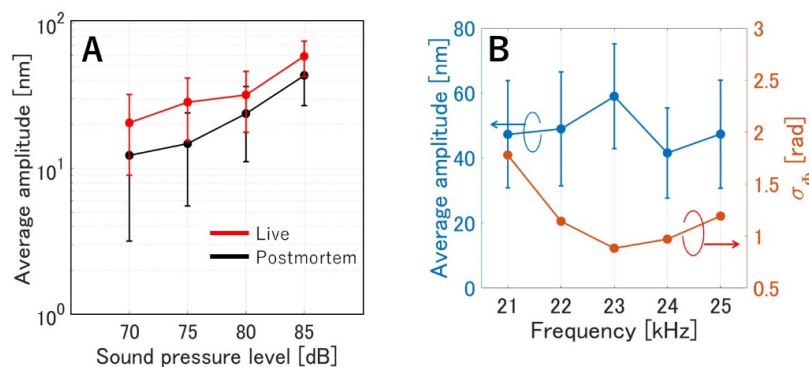 A
Average amplitude [nm]
10²
10¹
10⁰
Live
Postmortem
70 75 80 85
Sound pressure level [dB]
B
Average amplitude [nm]
80
60
40
20
0
3
2.5
2
1.5
1
0.5
σ_Φ [rad]
21 22 23 24 25
Frequency [kHz]